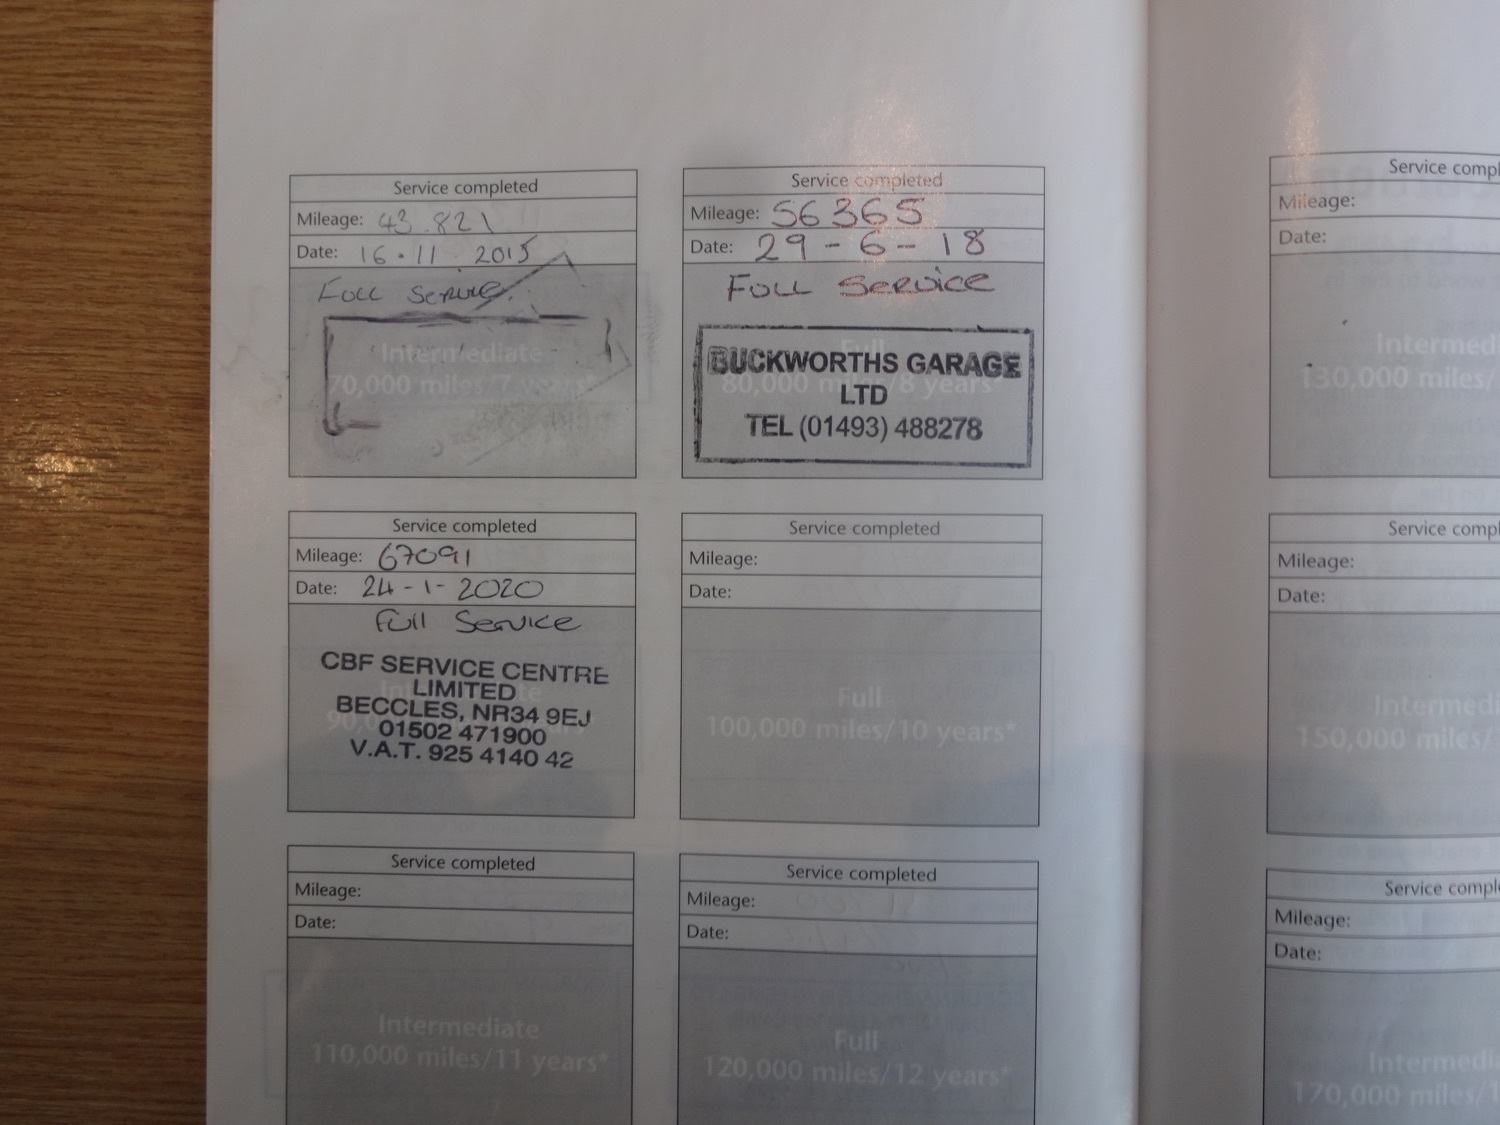 Service completed
Mileage: 43.821
Date: 16.11.2015
Full Service.
Intermediate
70,000 miles/7 years*
Service completed
Mileage: 56365
Date: 29-6-18
FULL SERVICE
Full
80,000 miles/8 years*
BUCKWORTHS GARAGE
LTD
TEL (01493) 488278
Service completed
Mileage: 67091
Date: 24-1-2020
Full Service
CBF SERVICE CENTRE
LIMITED
BECCLES, NR34 9EJ
01502 471900
V.A.T. 925 4140 42
Service completed
Mileage:
Date:
Full
100,000 miles/10 years*
Service completed
Mileage:
Date:
Intermediate
110,000 miles/11 years*
Service completed
Mileage:
Date:
Full
120,000 miles/12 years*
Service compl
Mileage:
Date:
Intermed
130,000 miles/
Service compl
Mileage:
Date:
Intermed
150,000 miles/
Service compl
Mileage:
Date:
Intermedi
170,000 miles/1